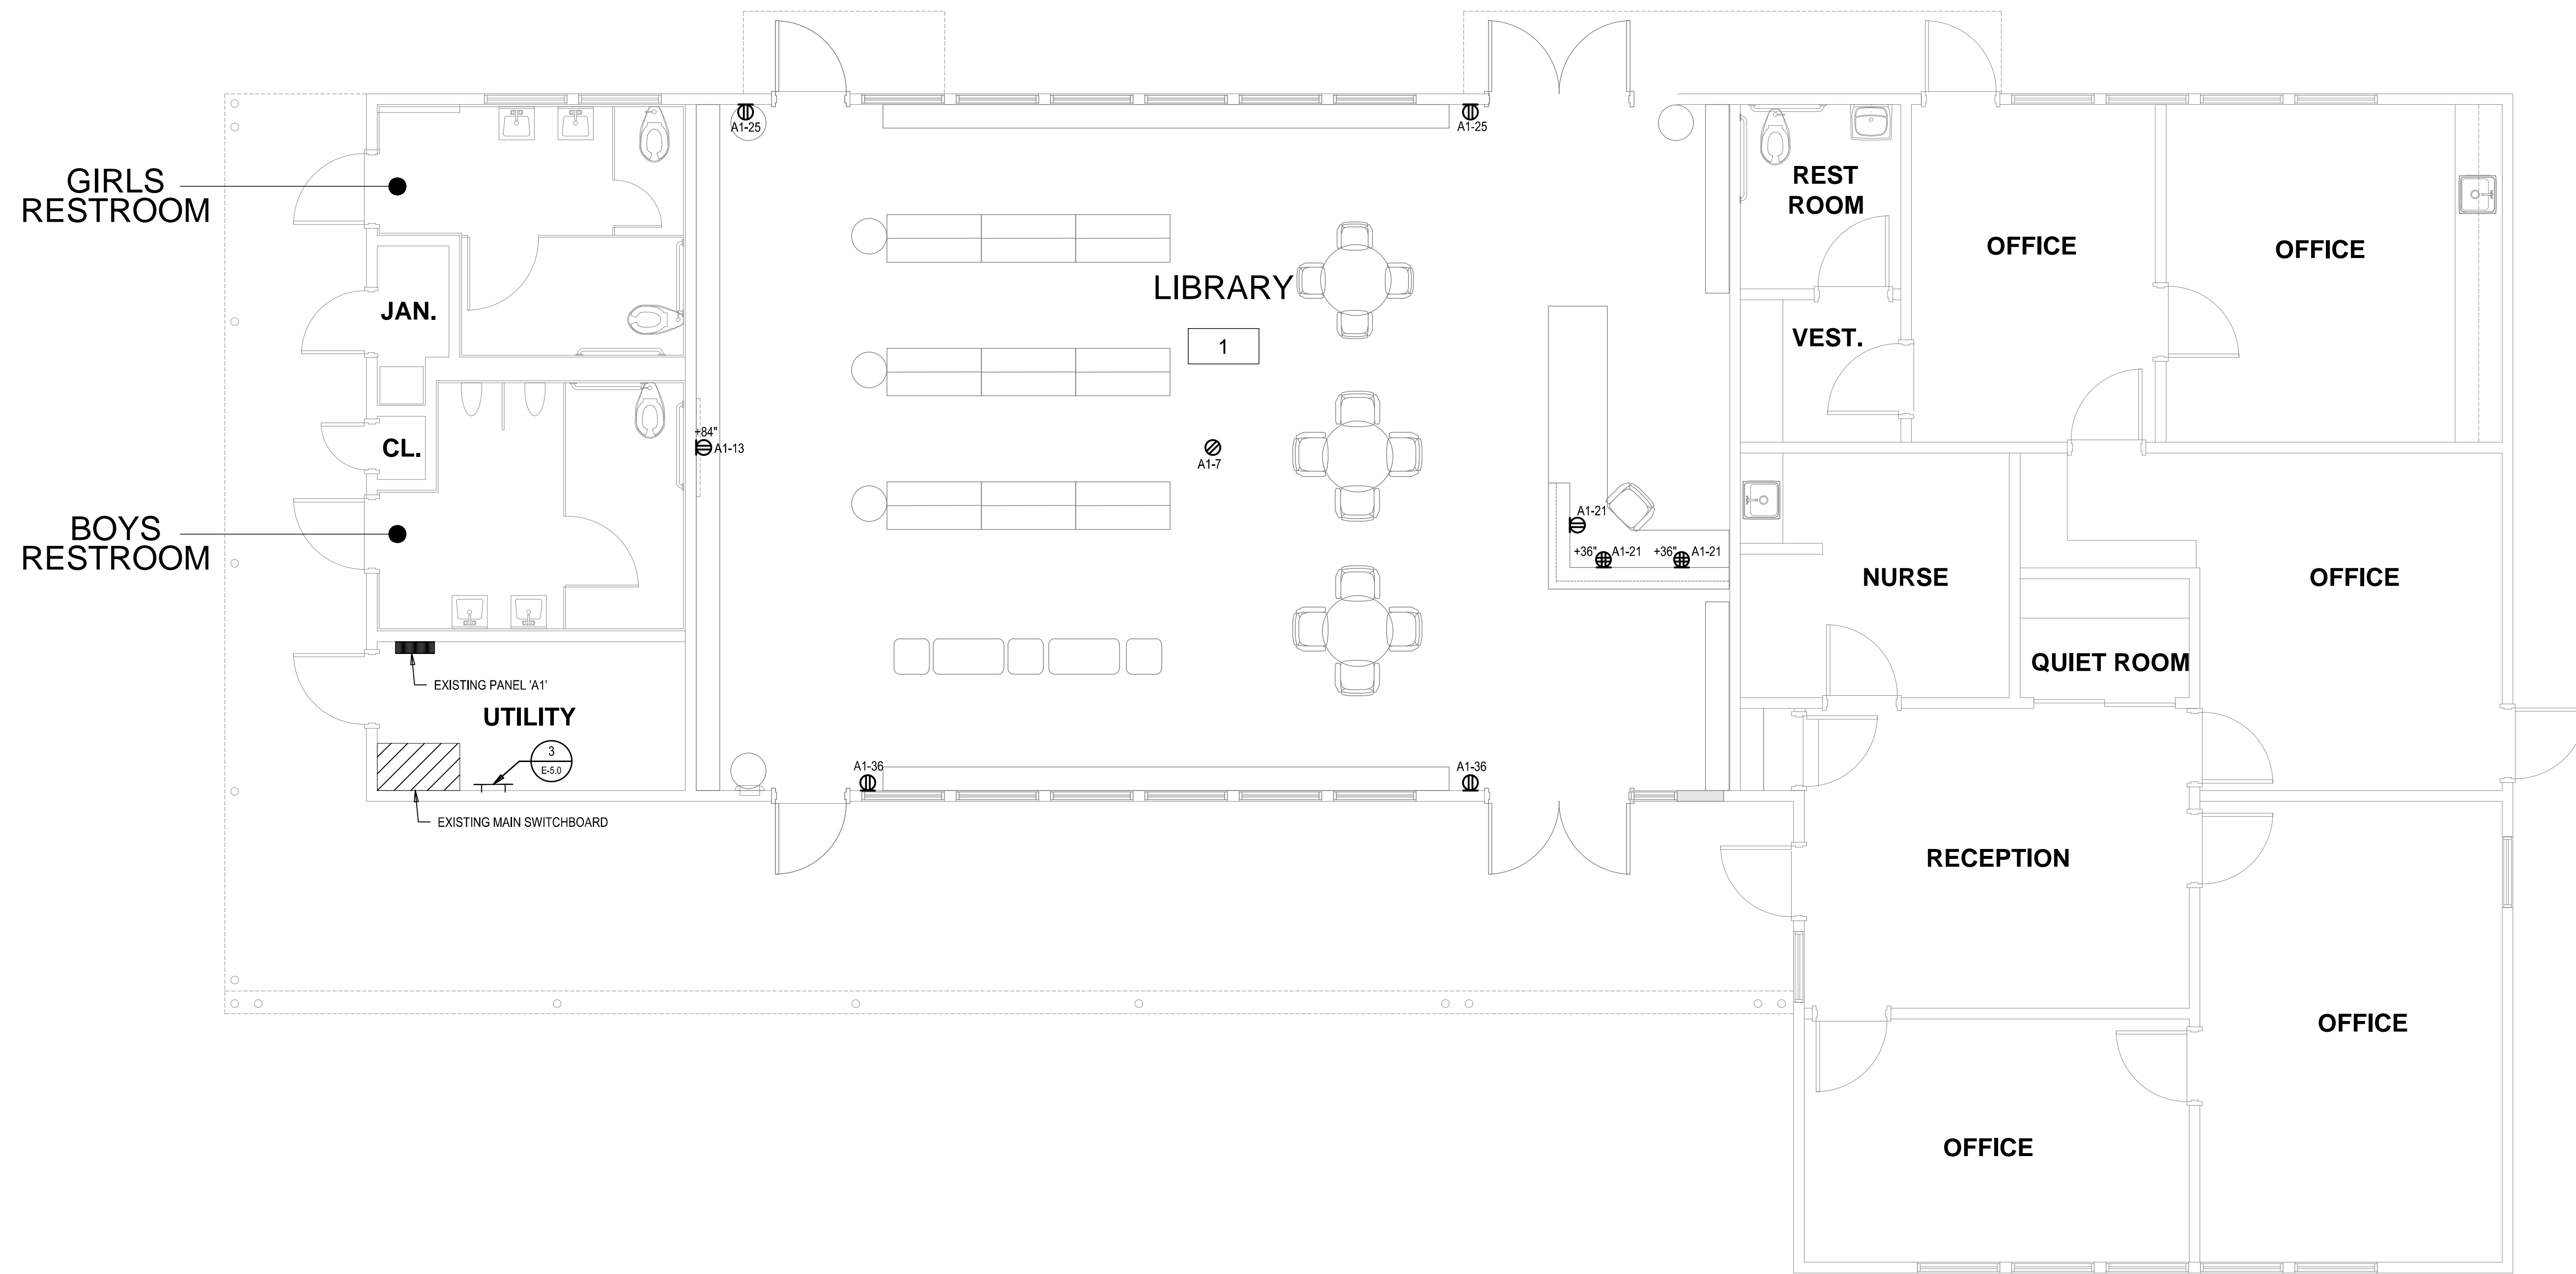 A1-25
A1-25
GIRLS
RESTROOM
REST
ROOM
OFFICE
OFFICE
LIBRARY
JAN.
VEST.
1
+84"
CL.
A1-13
A1-7
A1-21
BOYS
RESTROOM
+36" A1-21
+36" A1-21
NURSE
OFFICE
QUIET ROOM
EXISTING PANEL 'A1'
UTILITY
3
E-5.0
A1-36
A1-36
EXISTING MAIN SWITCHBOARD
RECEPTION
OFFICE
OFFICE